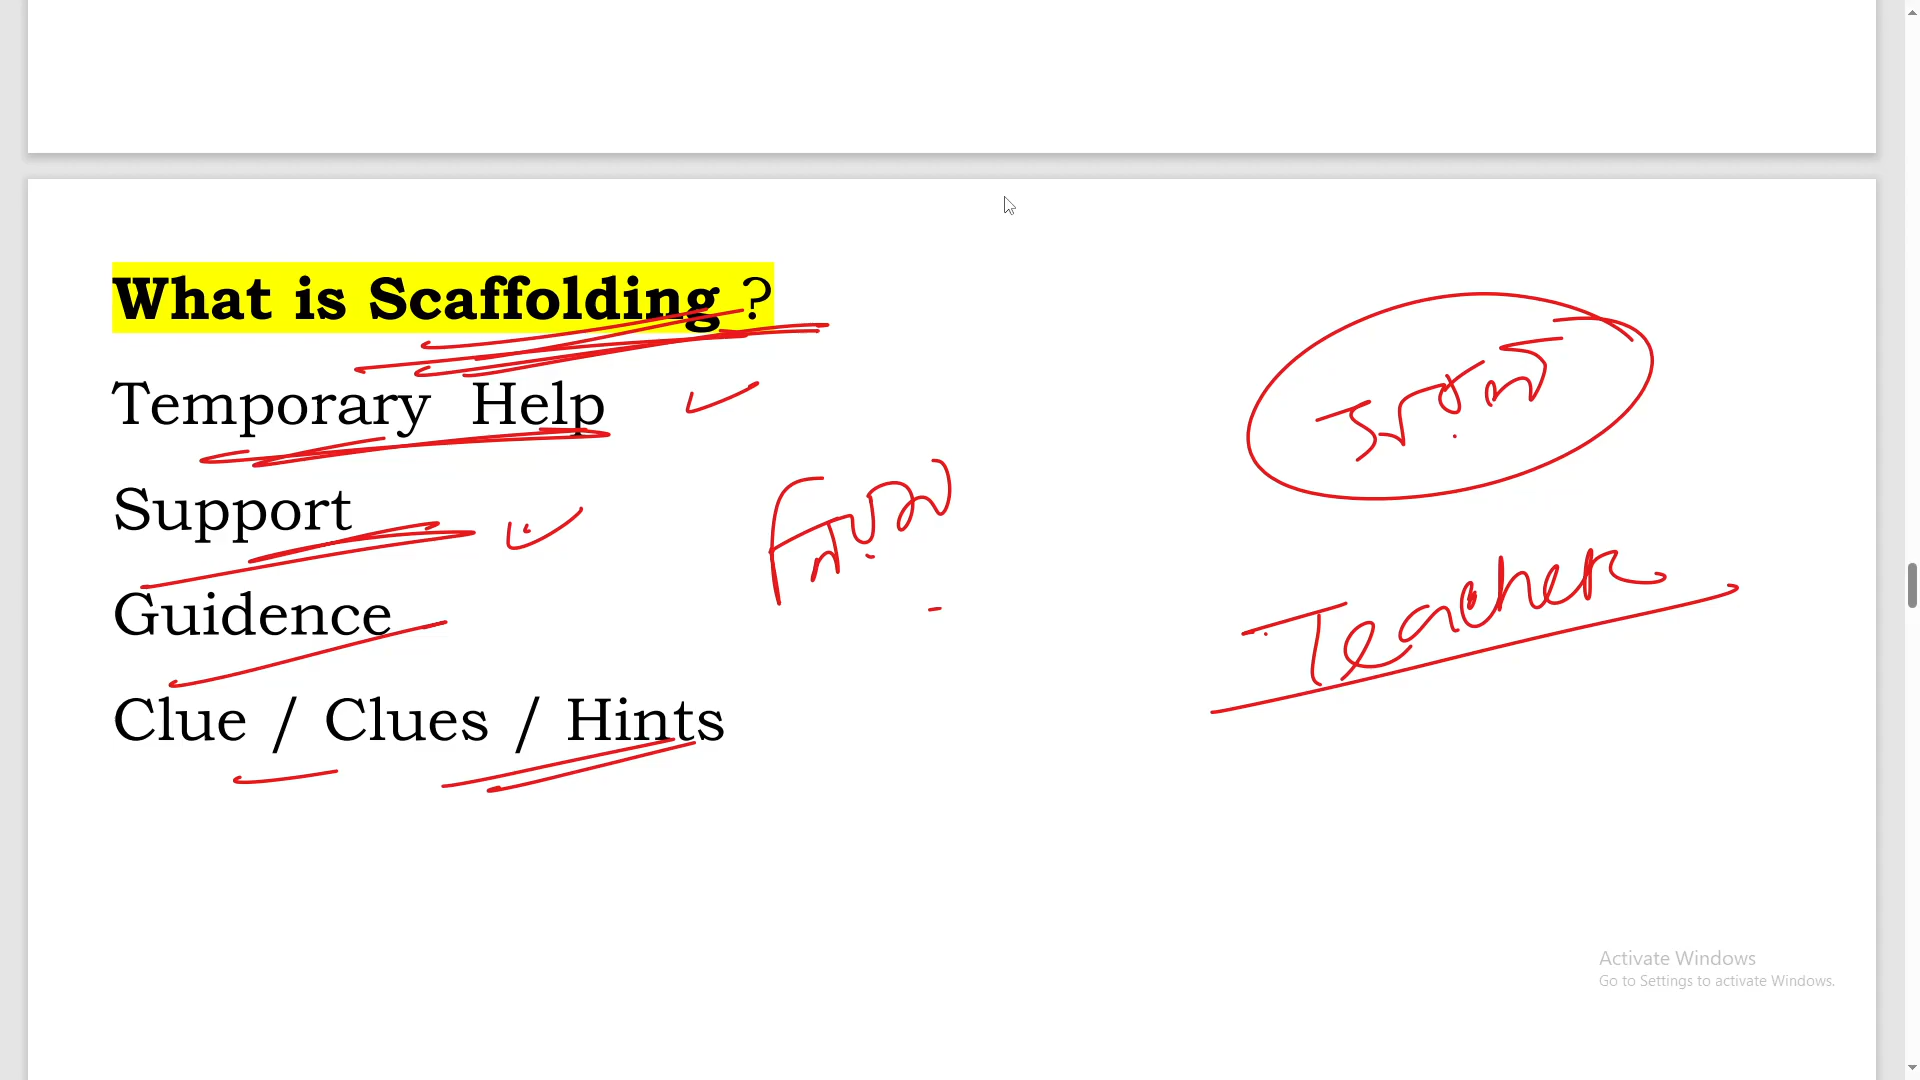 What is Scaffolding ?
Temporary Help
Support
Guidence
Clue / Clues / Hints
Teacher
Activate Windows
Go to Settings to activate Windows.